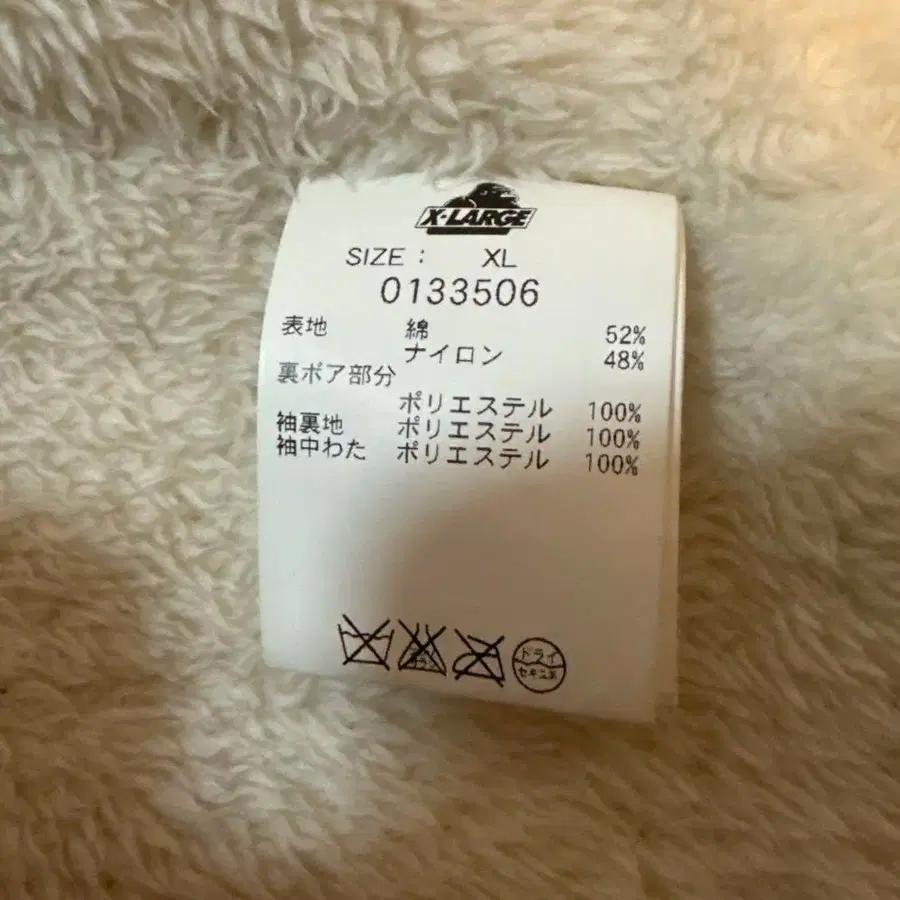 X-LARGE
SIZE : XL
0133506
表地 綿 52%
ナイロン 48%
裏ボア部分
ポリエステル 100%
袖裏地 ポリエステル 100%
袖中わた ポリエステル 100%
ドライ
セキユ系